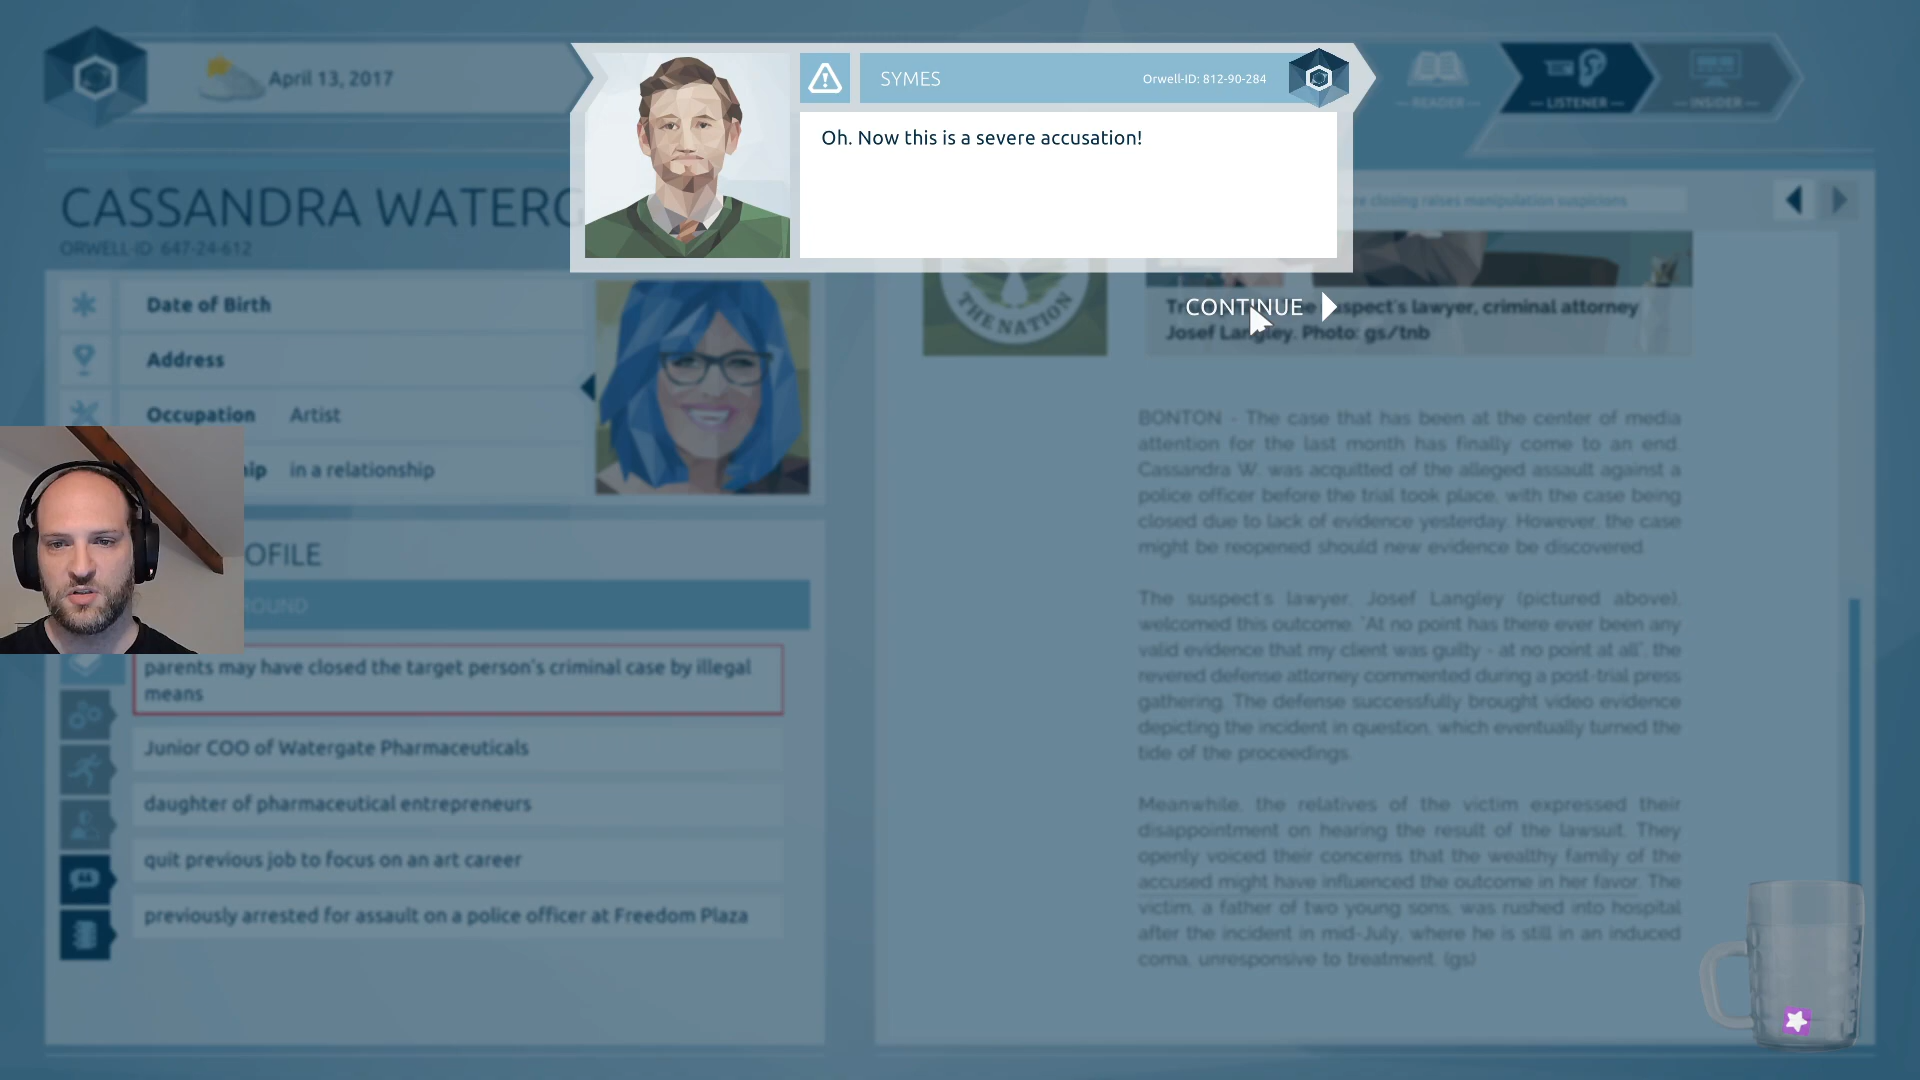 April 13, 2017
SYMES
Orwell-ID: 812-90-284
Oh. Now this is a severe accusation!
CONTINUE
READER
LISTENER
INSIDER
CASSANDRA WATERG
ORWELL-ID: 647-24-612
Date of Birth
Address
Occupation Artist
ip in a relationship
OFILE
ROUND
parents may have closed the target person's criminal case by illegal
means
Junior COO of Watergate Pharmaceuticals
daughter of pharmaceutical entrepreneurs
quit previous job to focus on an art career
previously arrested for assault on a police officer at Freedom Plaza
closing raises manipulation suspicions
THE NATION
suspect's lawyer, criminal attorney
Josef Langley. Photo: gs/tnb
BONTON - The case that has been at the center of media
attention for the last month has finally come to an end.
Cassandra W. was acquitted of the alleged assault against a
police officer before the trial took place, with the case being
closed due to lack of evidence yesterday. However, the case
might be reopened should new evidence be discovered.
The suspect's lawyer, Josef Langley (pictured above),
welcomed this outcome. "At no point has there ever been any
valid evidence that my client was guilty - at no point at all", the
revered defense attorney commented during a post-trial press
gathering. The defense successfully brought video evidence
depicting the incident in question, which eventually turned the
tide of the proceedings.
Meanwhile, the relatives of the victim expressed their
disappointment on hearing the result of the lawsuit. They
openly voiced their concerns that the wealthy family of the
accused might have influenced the outcome in her favor. The
victim, a father of two young sons, was rushed into hospital
after the incident in mid-July, where he is still in an induced
coma, unresponsive to treatment. (gs)